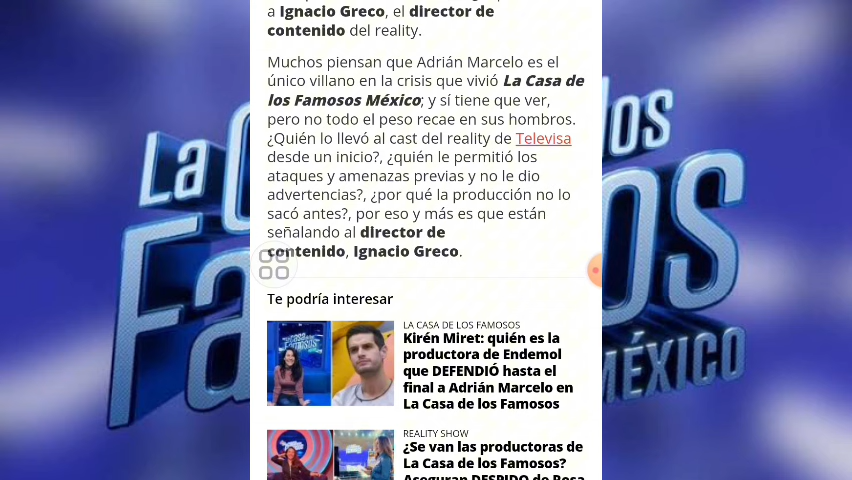 a Ignacio Greco, el director de
contenido del reality.
Muchos piensan que Adrián Marcelo es el
único villano en la crisis que vivió La Casa de
los Famosos México; y sí tiene que ver,
pero no todo el peso recae en sus hombros.
¿Quién lo llevó al cast del reality de Televisa
desde un inicio?, ¿quién le permitió los
ataques y amenazas previas y no le dio
advertencias?, ¿por qué la producción no lo
sacó antes?, por eso y más es que están
señalando al director de
contenido, Ignacio Greco.
Te podría interesar
LA CASA DE LOS FAMOSOS
Kirén Miret: quién es la
productora de Endemol
que DEFENDIÓ hasta el
final a Adrián Marcelo en
La Casa de los Famosos
REALITY SHOW
¿Se van las productoras de
La Casa de los Famosos?
Aseguran DESPIDO de Rosa
La
Fa
los
os
MÉXICO